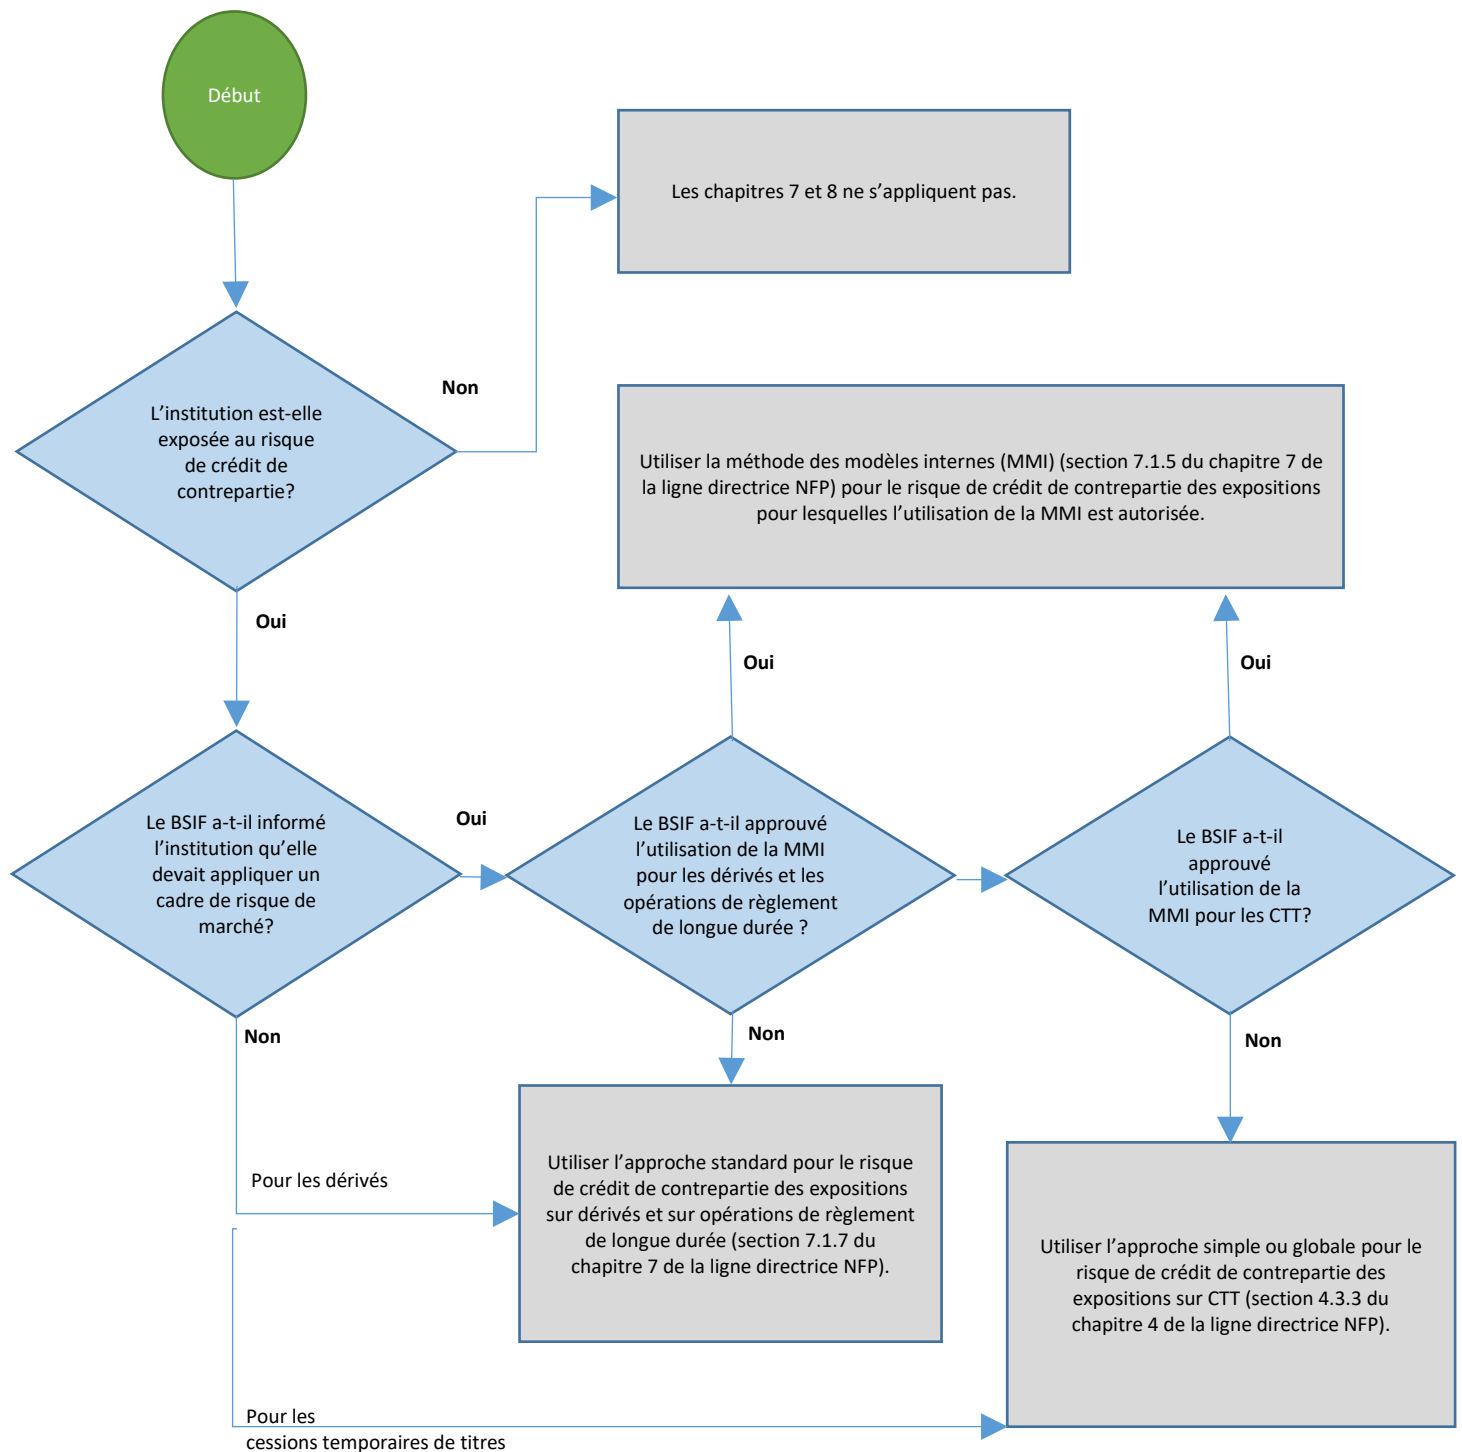 Début
Les chapitres 7 et 8 ne s’appliquent pas.
Non
L’institution est-elle
exposée au risque
de crédit de
contrepartie?
Utiliser la méthode des modèles internes (MMI) (section 7.1.5 du chapitre 7 de
la ligne directrice NFP) pour le risque de crédit de contrepartie des expositions
pour lesquelles l’utilisation de la MMI est autorisée.
Oui
Oui
Oui
Le BSIF a-t-il informé
l’institution qu’elle
devait appliquer un
cadre de risque de
marché?
Oui
Le BSIF a-t-il approuvé
l’utilisation de la MMI
pour les dérivés et les
opérations de règlement
de longue durée ?
Le BSIF a-t-il
approuvé
l’utilisation de la
MMI pour les CTT?
Non
Non
Non
Pour les dérivés
Utiliser l’approche standard pour le risque
de crédit de contrepartie des expositions
sur dérivés et sur opérations de règlement
de longue durée (section 7.1.7 du
chapitre 7 de la ligne directrice NFP).
Utiliser l’approche simple ou globale pour le
risque de crédit de contrepartie des
expositions sur CTT (section 4.3.3 du
chapitre 4 de la ligne directrice NFP).
Pour les
cessions temporaires de titres